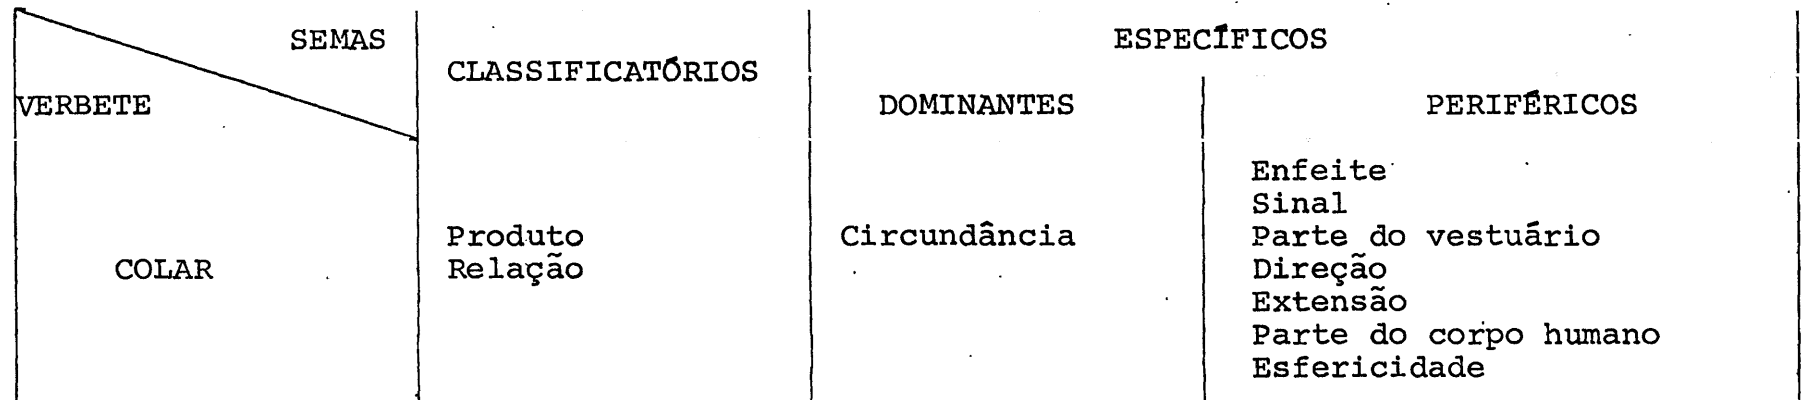 SEMAS
VERBETE
CLASSIFICATÓRIOS
ESPECÍFICOS
DOMINANTES
PERIFÉRICOS
COLAR
Produto
Relação
Circundância
Enfeite
Sinal
Parte do vestuário
Direção
Extensão
Parte do corpo humano
Esfericidade